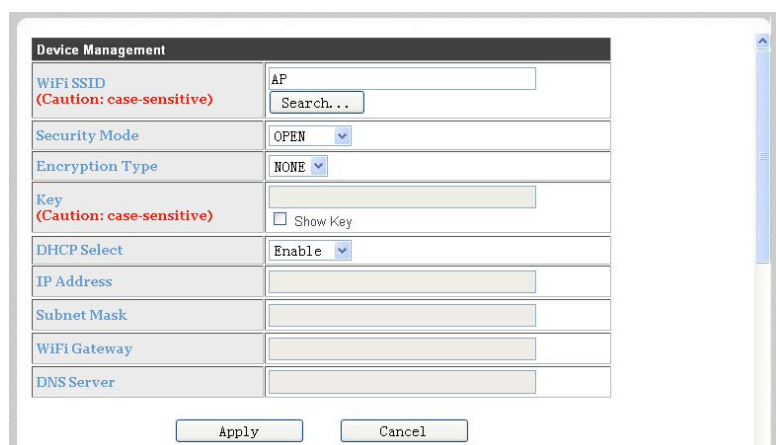 Device Management
WiFi SSID
(Caution: case-sensitive)
AP
Search...
Security Mode
OPEN
Encryption Type
NONE
Key
(Caution: case-sensitive)
Show Key
DHCP Select
Enable
IP Address
Subnet Mask
WiFi Gateway
DNS Server
Apply Cancel